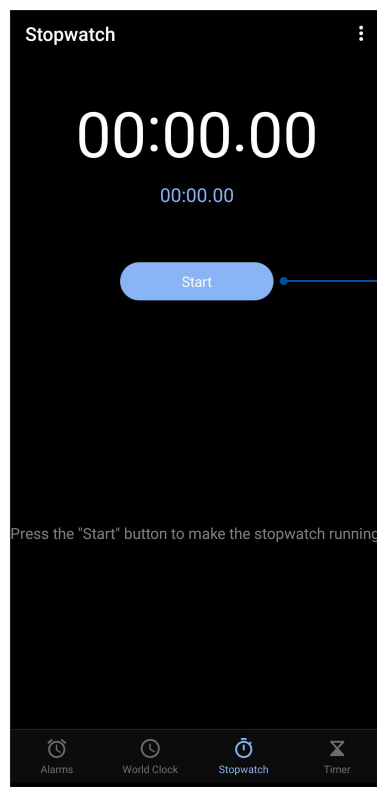 Stopwatch
00:00.00
00:00.00
Start
Press the "Start" button to make the stopwatch running
Alarms
World Clock
Stopwatch
Timer